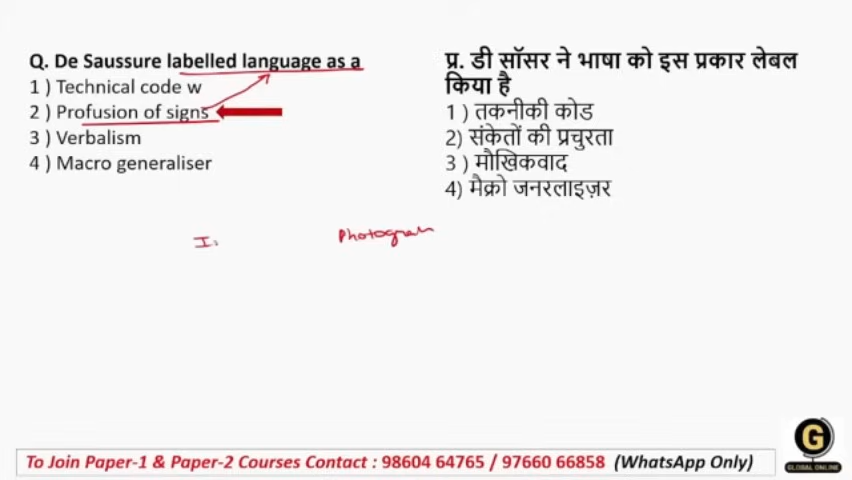 Q. De Saussure labelled language as a
1 ) Technical code w
2 ) Profusion of signs
3 ) Verbalism
4 ) Macro generaliser
प्र. डी सॉसर ने भाषा को इस प्रकार लेबल
किया है
1 ) तकनीकी कोड
2) संकेतों की प्रचुरता
3 ) मौखिकवाद
4) मैक्रो जनरलाइज़र
To Join Paper-1 & Paper-2 Courses Contact : 98604 64765 / 97660 66858 (WhatsApp Only)
G
GLOBAL ONLINE